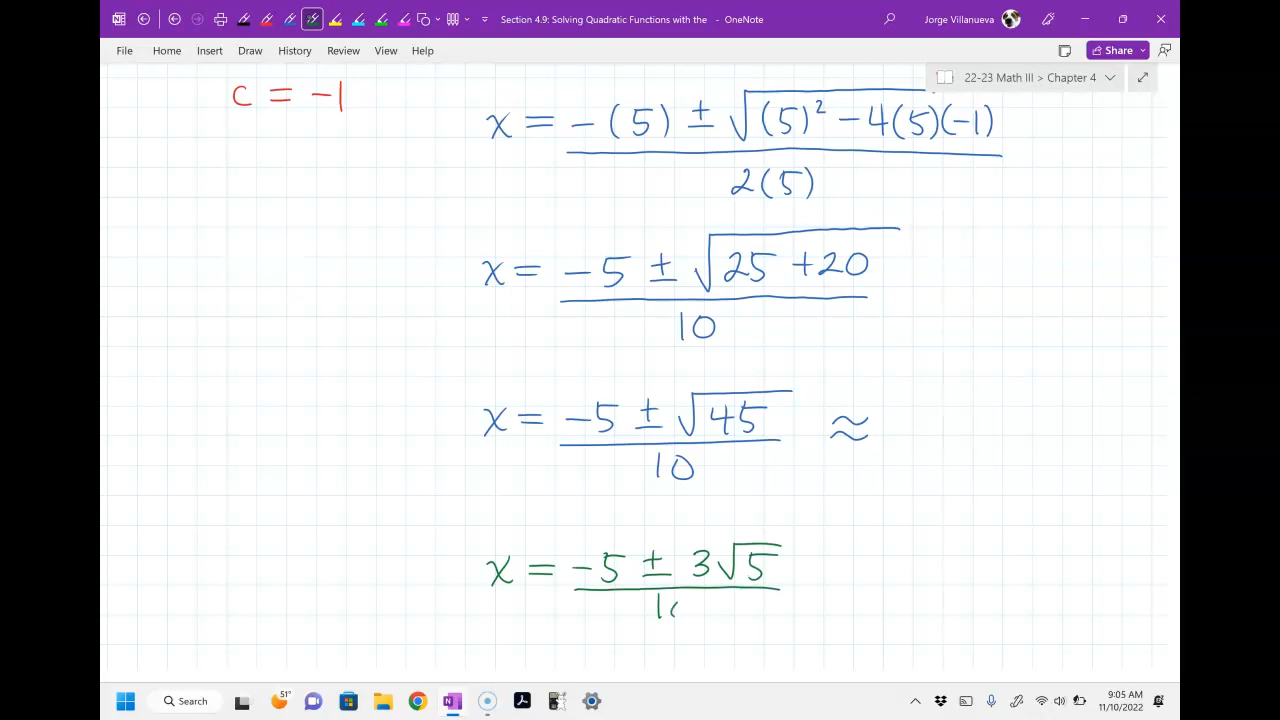 Section 4.9: Solving Quadratic Functions with the - OneNote
Jorge Villanueva
File Home Insert Draw History Review View Help
Share
22-23 Math III > Chapter 4
c = -1
x = -(5) ± √(5)² - 4(5)(-1)
2(5)
x = -5 ± √25 + 20
10
x = -5 ± √45 ≈
10
x = -5 ± 3√5
51°
Search
9:05 AM
11/10/2022